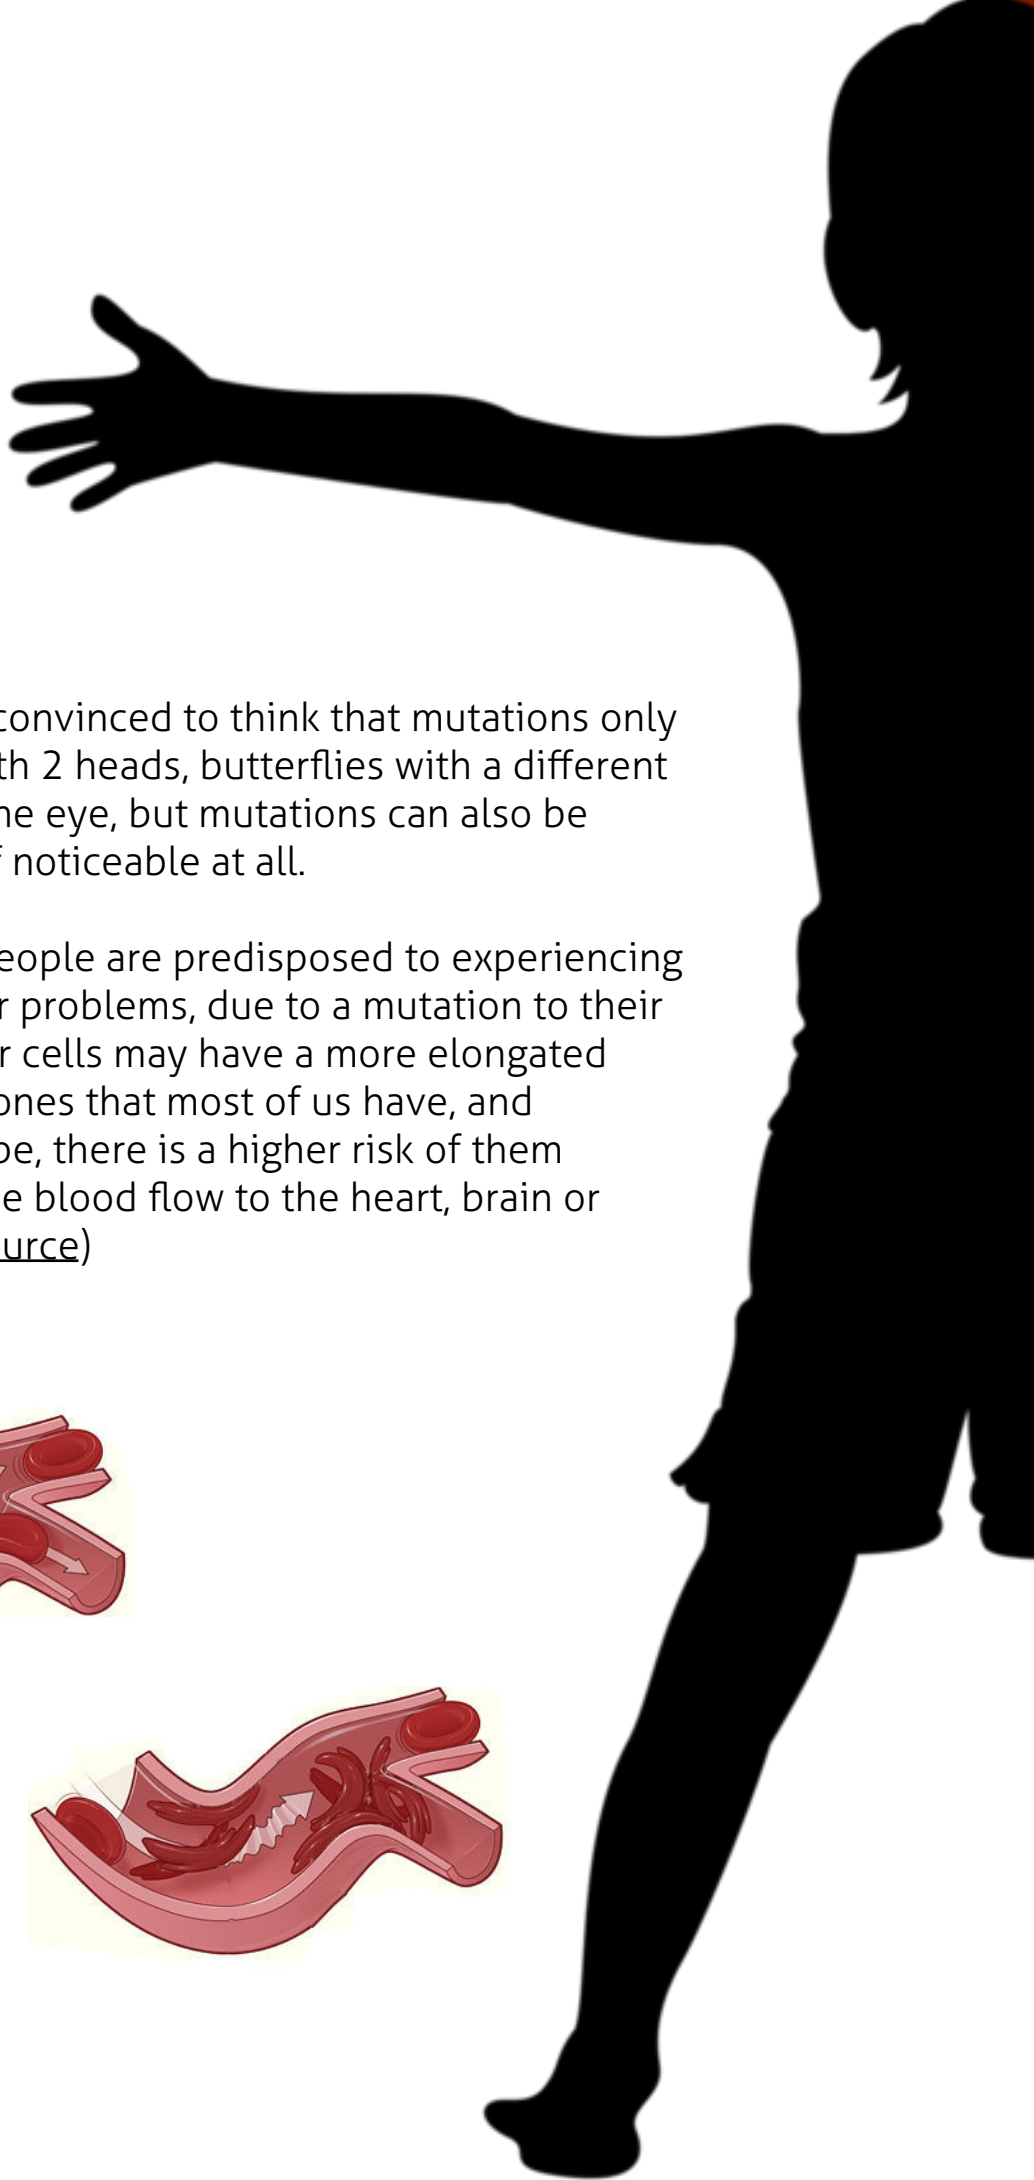 convinced to think that mutations only
th 2 heads, butterflies with a different
ne eye, but mutations can also be
noticeable at all.
eople are predisposed to experiencing
r problems, due to a mutation to their
r cells may have a more elongated
ones that most of us have, and
pe, there is a higher risk of them
e blood flow to the heart, brain or
urce)